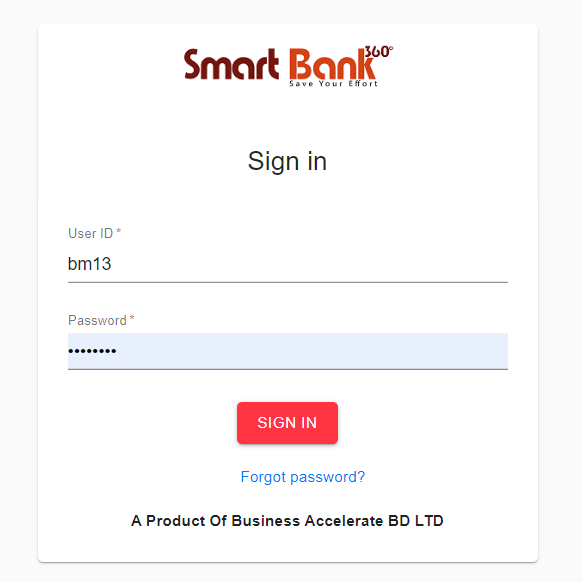 Smart Bank 360°
Save Your Effort
Sign in
User ID *
bm13
Password *
••••••••
SIGN IN
Forgot password?
A Product Of Business Accelerate BD LTD